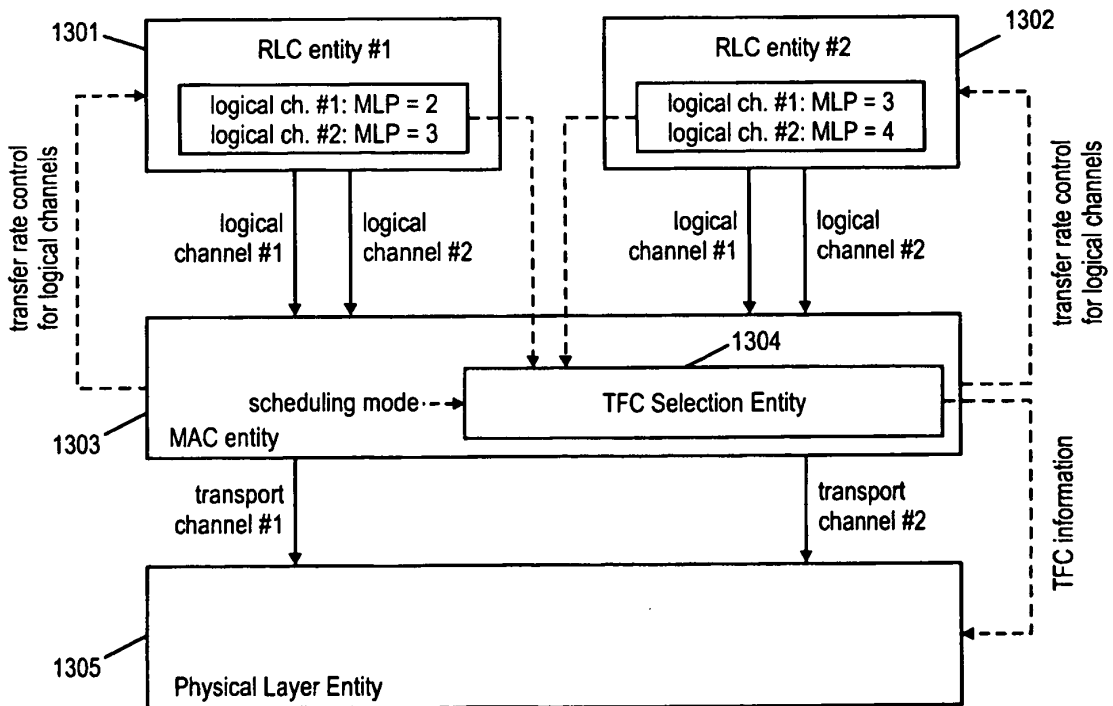 1301
RLC entity #1
logical ch. #1: MLP = 2
logical ch. #2: MLP = 3
RLC entity #2
1302
logical ch. #1: MLP = 3
logical ch. #2: MLP = 4
transfer rate control
for logical channels
logical
channel #1
logical
channel #2
logical
channel #1
logical
channel #2
transfer rate control
for logical channels
1304
scheduling mode
TFC Selection Entity
1303
MAC entity
transport
channel #1
transport
channel #2
TFC information
1305
Physical Layer Entity